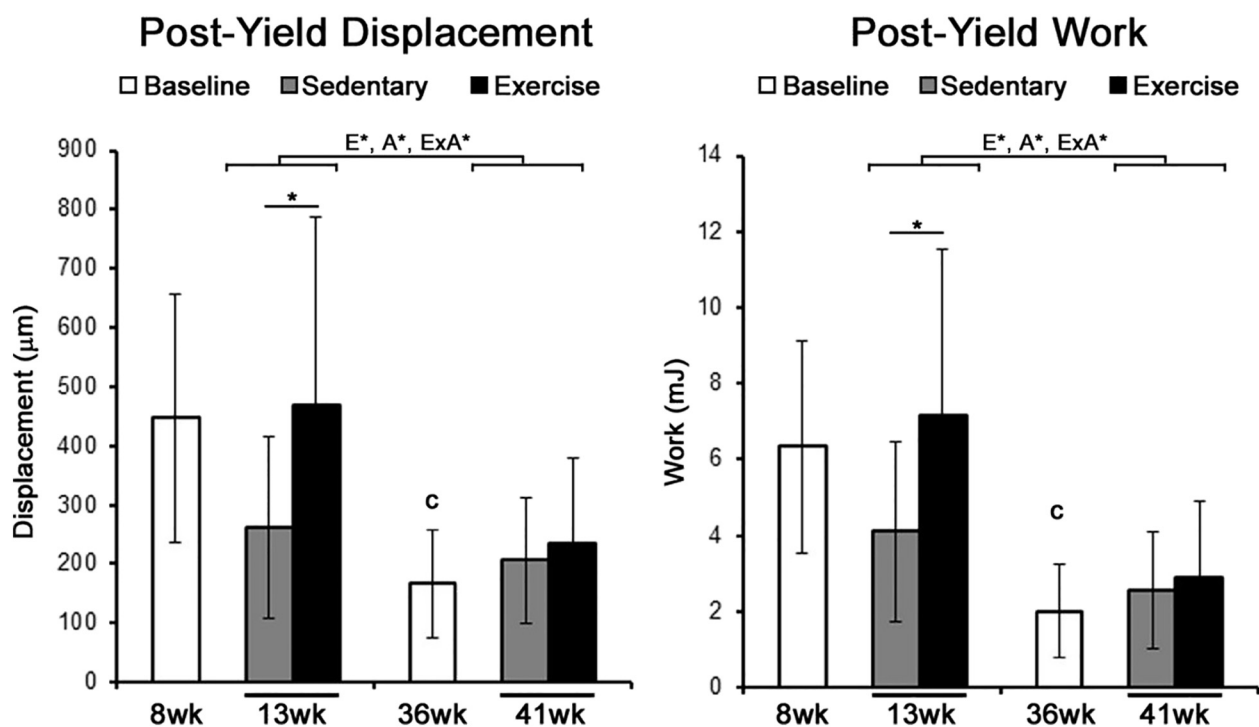 Post-Yield Displacement
Baseline Sedentary Exercise
E*, A*, ExA*
*
c
Displacement (µm)
900
800
700
600
500
400
300
200
100
0
8wk 13wk 36wk 41wk
Post-Yield Work
Baseline Sedentary Exercise
E*, A*, ExA*
*
c
Work (mJ)
14
12
10
8
6
4
2
0
8wk 13wk 36wk 41wk